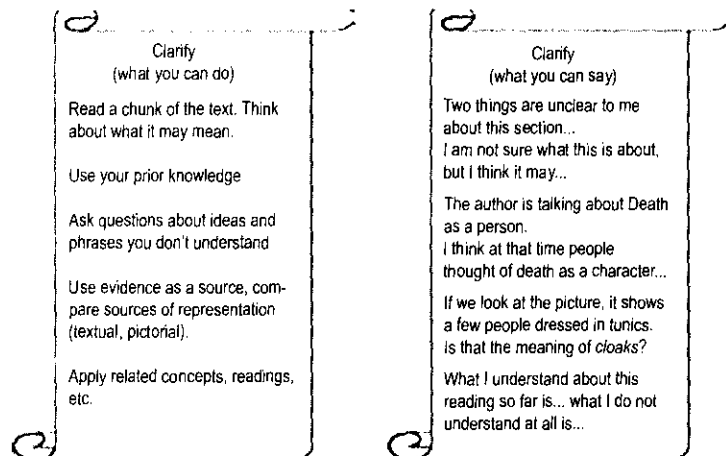 Clarify
(what you can do)
Read a chunk of the text. Think
about what it may mean.
Use your prior knowledge
Ask questions about ideas and
phrases you don't understand
Use evidence as a source, com-
pare sources of representation
(textual, pictorial).
Apply related concepts, readings,
etc.
Clarify
(what you can say)
Two things are unclear to me
about this section...
I am not sure what this is about,
but I think it may...
The author is talking about Death
as a person.
I think at that time people
thought of death as a character...
If we look at the picture, it shows
a few people dressed in tunics.
Is that the meaning of cloaks?
What I understand about this
reading so far is... what I do not
understand at all is...